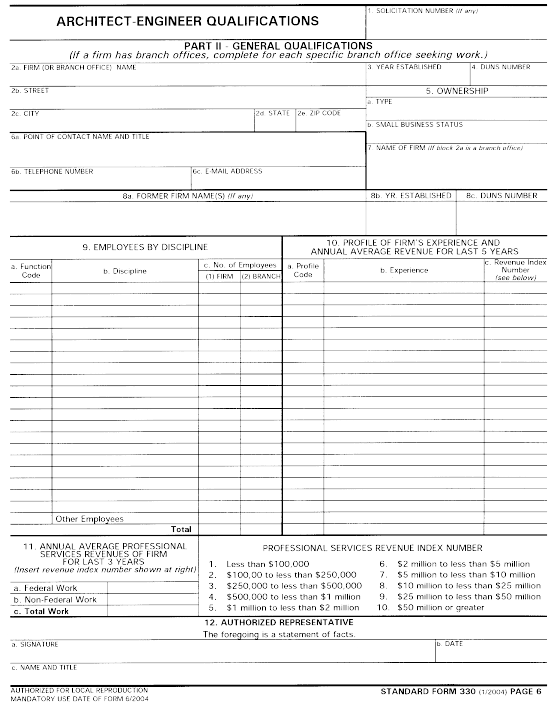 ARCHITECT-ENGINEER QUALIFICATIONS
1. SOLICITATION NUMBER (If any)
PART II - GENERAL QUALIFICATIONS
(If a firm has branch offices, complete for each specific branch office seeking work.)
2a. FIRM (OR BRANCH OFFICE) NAME
3. YEAR ESTABLISHED
4. DUNS NUMBER
2b. STREET
5. OWNERSHIP
a. TYPE
2c. CITY
2d. STATE
2e. ZIP CODE
b. SMALL BUSINESS STATUS
6a. POINT OF CONTACT NAME AND TITLE
7. NAME OF FIRM (If block 2a is a branch office)
6b. TELEPHONE NUMBER
6c. E-MAIL ADDRESS
8a. FORMER FIRM NAME(S) (If any)
8b. YR. ESTABLISHED
8c. DUNS NUMBER
9. EMPLOYEES BY DISCIPLINE
10. PROFILE OF FIRM'S EXPERIENCE AND
ANNUAL AVERAGE REVENUE FOR LAST 5 YEARS
a. Function
Code
b. Discipline
c. No. of Employees
(1) FIRM
(2) BRANCH
a. Profile
Code
b. Experience
c. Revenue Index
Number
(see below)
Other Employees
Total
11. ANNUAL AVERAGE PROFESSIONAL
SERVICES REVENUES OF FIRM
FOR LAST 3 YEARS
(Insert revenue index number shown at right)
a. Federal Work
b. Non-Federal Work
c. Total Work
PROFESSIONAL SERVICES REVENUE INDEX NUMBER
1. Less than $100,000
2. $100,00 to less than $250,000
3. $250,000 to less than $500,000
4. $500,000 to less than $1 million
5. $1 million to less than $2 million
6. $2 million to less than $5 million
7. $5 million to less than $10 million
8. $10 million to less than $25 million
9. $25 million to less than $50 million
10. $50 million or greater
12. AUTHORIZED REPRESENTATIVE
The foregoing is a statement of facts.
a. SIGNATURE
b. DATE
c. NAME AND TITLE
AUTHORIZED FOR LOCAL REPRODUCTION
MANDATORY USE DATE OF FORM 6/2004
STANDARD FORM 330 (1/2004) PAGE 6